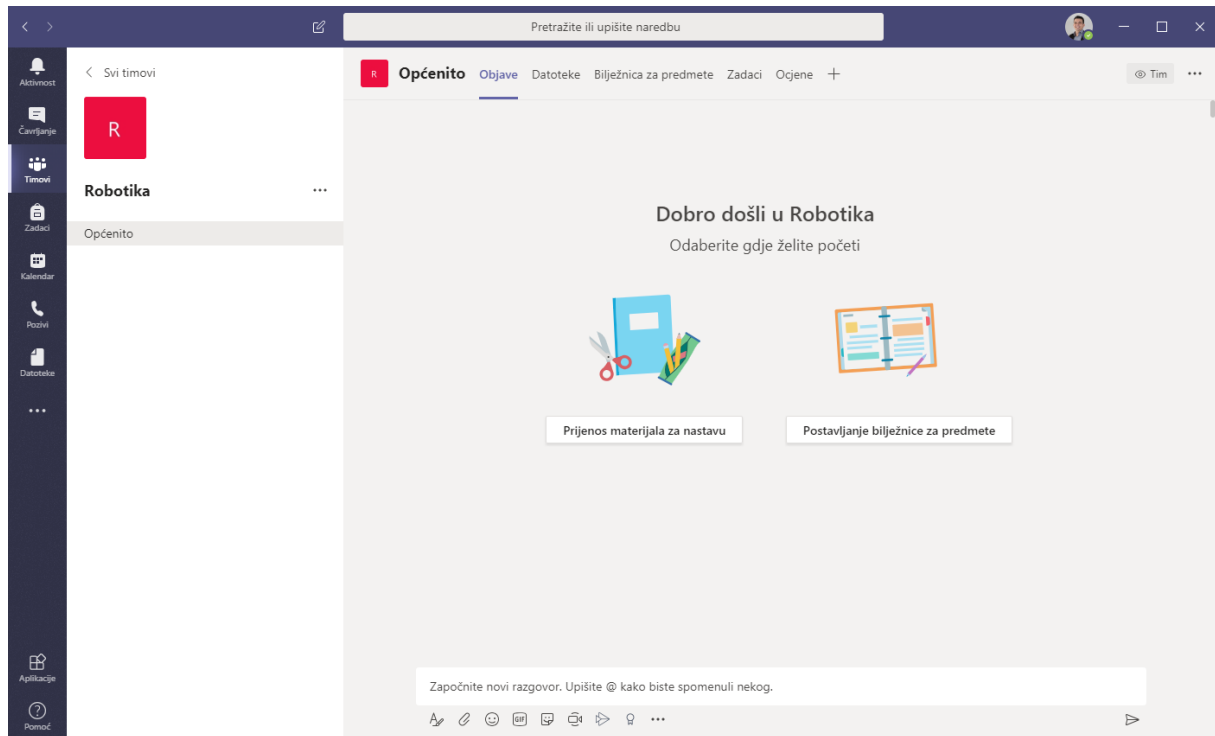 Pretražite ili upišite naredbu
Aktivnost
Čavrljanje
Timovi
Zadaci
Kalendar
Pozivi
Datoteke
Aplikacije
Pomoć
Svi timovi
R
Robotika
Općenito
R Općenito Objave Datoteke Bilježnica za predmete Zadaci Ocjene Tim
Dobro došli u Robotika
Odaberite gdje želite početi
Prijenos materijala za nastavu
Postavljanje bilježnice za predmete
Započnite novi razgovor. Upišite @ kako biste spomenuli nekog.
GIF